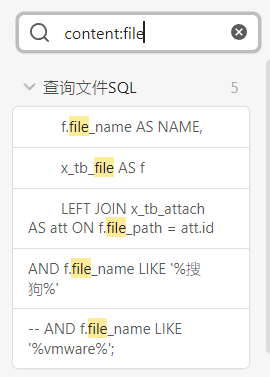 content:file
查询文件SQL 5
f.file_name AS NAME,
x_tb_file AS f
LEFT JOIN x_tb_attach
AS att ON f.file_path = att.id
AND f.file_name LIKE '%搜
狗%'
-- AND f.file_name LIKE
'%vmware%';